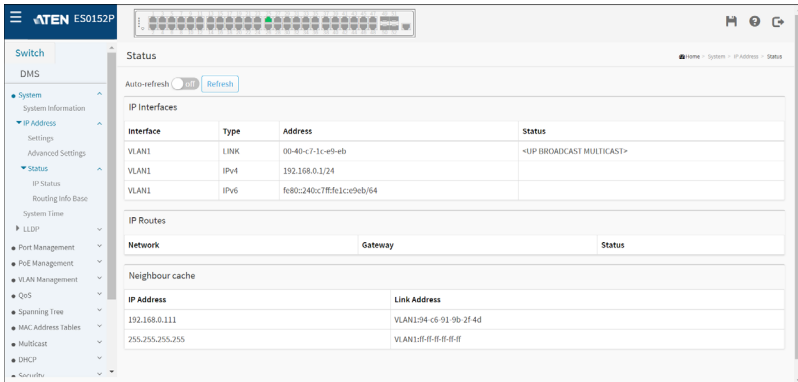 ATEN ES0152P
Switch
DMS
System
System Information
IP Address
Settings
Advanced Settings
Status
IP Status
Routing Info Base
System Time
LLDP
Port Management
PoE Management
VLAN Management
QoS
Spanning Tree
MAC Address Tables
Multicast
DHCP
Security
Status
Home > System > IP Address > Status
Auto-refresh off Refresh
IP Interfaces
Interface Type Address Status
VLAN1 LINK 00-40-c7-1c-e9-eb <UP BROADCAST MULTICAST>
VLAN1 IPv4 192.168.0.1/24
VLAN1 IPv6 fe80::240:c7ff:fe1c:e9eb/64
IP Routes
Network Gateway Status
Neighbour cache
IP Address Link Address
192.168.0.111 VLAN1:94-c6-91-9b-2f-4d
255.255.255.255 VLAN1:ff-ff-ff-ff-ff-ff